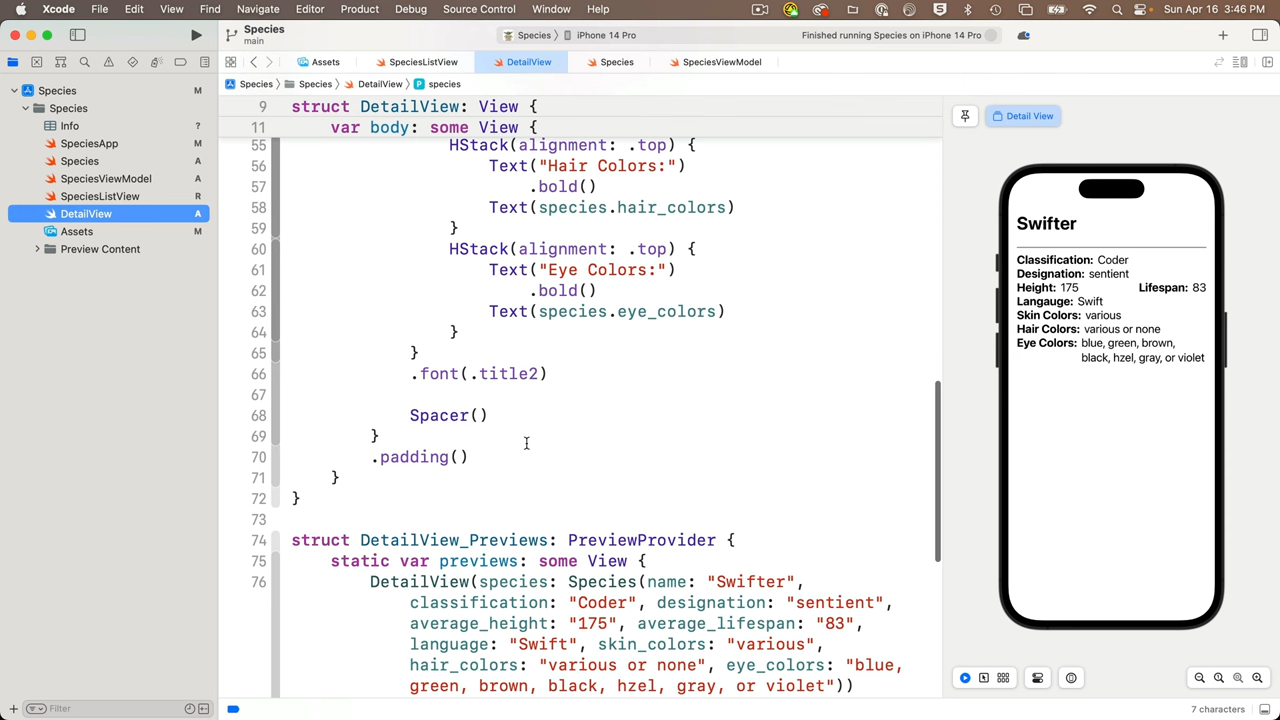 Xcode File Edit View Find Navigate Editor Product Debug Source Control Window Help Sun Apr 16 3:46 PM
Species
main
Species iPhone 14 Pro
Finished running Species on iPhone 14 Pro
Assets SpeciesListView DetailView Species SpeciesViewModel
Species Species DetailView species
Species M
Species
Info ?
SpeciesApp M
Species A
SpeciesViewModel A
SpeciesListView R
DetailView A
Assets M
Preview Content
Filter
9 struct DetailView: View {
11 var body: some View {
55 HStack(alignment: .top) {
56 Text("Hair Colors:")
57 .bold()
58 Text(species.hair_colors)
59 }
60 HStack(alignment: .top) {
61 Text("Eye Colors:")
62 .bold()
63 Text(species.eye_colors)
64 }
65 }
66 .font(.title2)
67
68 Spacer()
69 }
70 .padding()
71 }
72 }
73
74 struct DetailView_Previews: PreviewProvider {
75 static var previews: some View {
76 DetailView(species: Species(name: "Swifter",
classification: "Coder", designation: "sentient",
average_height: "175", average_lifespan: "83",
language: "Swift", skin_colors: "various",
hair_colors: "various or none", eye_colors: "blue,
green, brown, black, hzel, gray, or violet"))
Detail View
Swifter
Classification: Coder
Designation: sentient
Height: 175 Lifespan: 83
Langauge: Swift
Skin Colors: various
Hair Colors: various or none
Eye Colors: blue, green, brown,
black, hzel, gray, or violet
7 characters